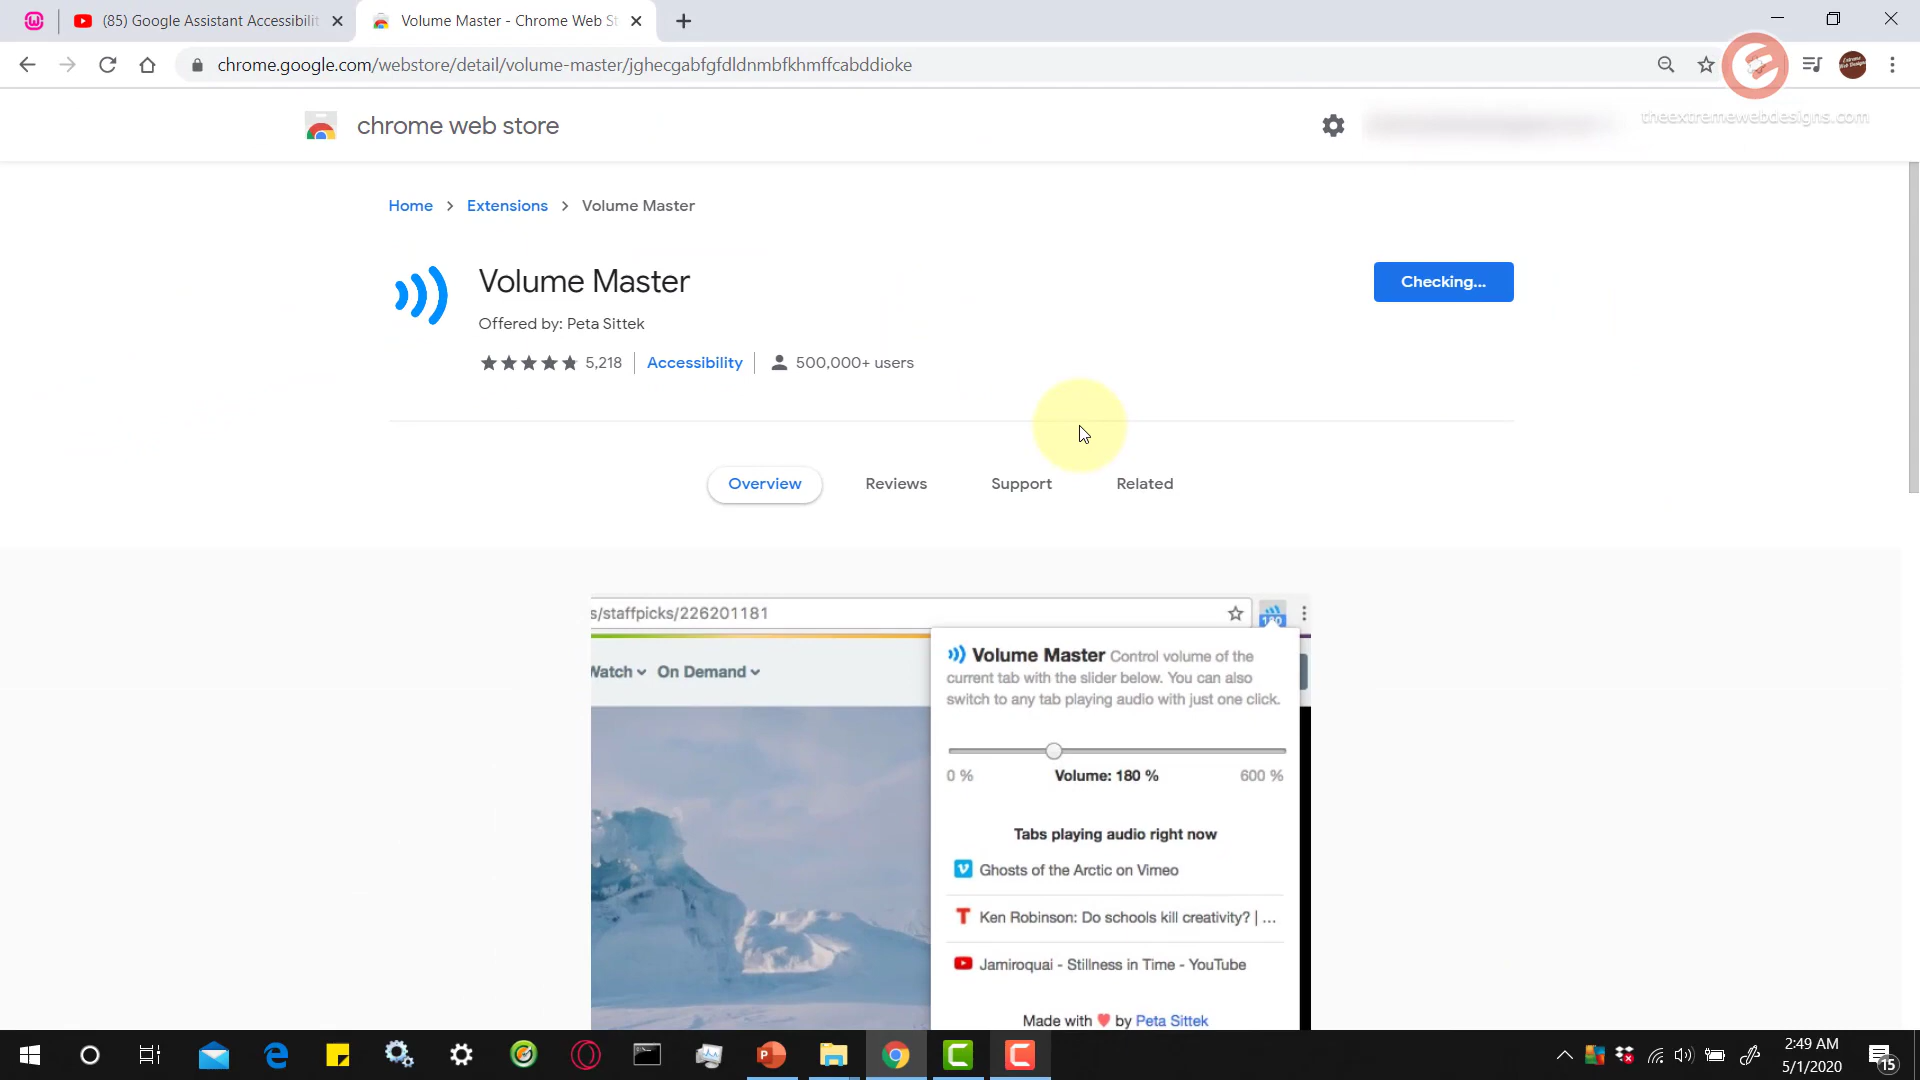 (85) Google Assistant Accessibilit
Volume Master - Chrome Web St
chrome.google.com/webstore/detail/volume-master/jghecgabfgfdldnmbfkhmffcabddioke
theextremewebdesigns.com
chrome web store
Home > Extensions > Volume Master
Volume Master
Checking...
Offered by: Peta Sittek
5,218 Accessibility 500,000+ users
Overview Reviews Support Related
s/staffpicks/226201181
180
Watch On Demand
Volume Master Control volume of the
current tab with the slider below. You can also
switch to any tab playing audio with just one click.
0 % Volume: 180 % 600 %
Tabs playing audio right now
Ghosts of the Arctic on Vimeo
Ken Robinson: Do schools kill creativity? | ...
Jamiroquai - Stillness in Time - YouTube
Made with ❤ by Peta Sittek
2:49 AM
5/1/2020
15